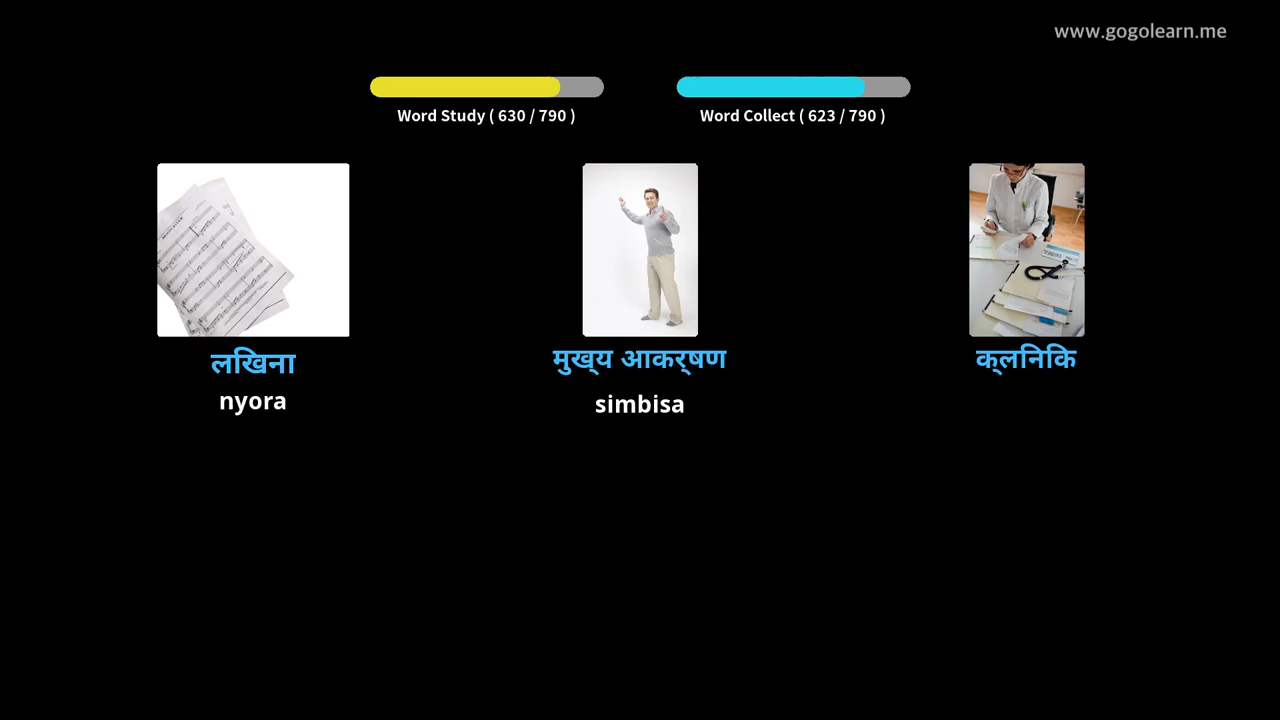 www.gogolearn.me
Word Study ( 630 / 790 )
Word Collect ( 623 / 790 )
लखिना
मुख्‌य आकर्‌षण
क्‌लनिकि
nyora
simbisa